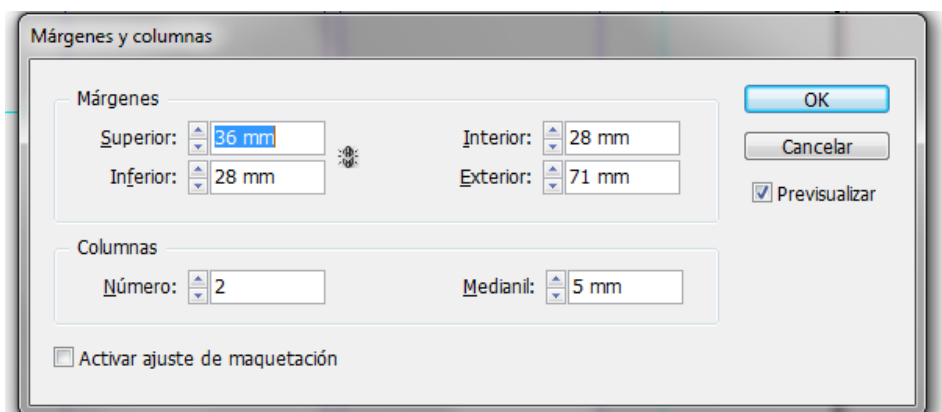 Márgenes y columnas
Márgenes
Superior: 36 mm
Inferior: 28 mm
Interior: 28 mm
Exterior: 71 mm
OK
Cancelar
Previsualizar
Columnas
Número: 2
Medianil: 5 mm
Activar ajuste de maquetación